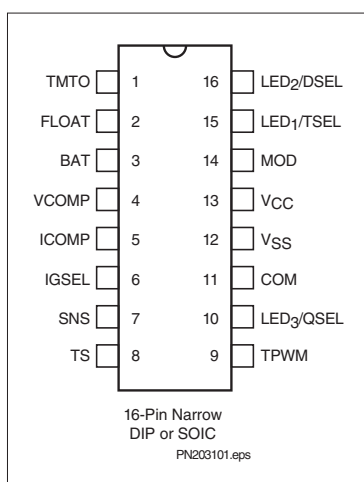 TMTO 1 16 LED2/DSEL
FLOAT 2 15 LED1/TSEL
BAT 3 14 MOD
VCOMP 4 13 VCC
ICOMP 5 12 VSS
IGSEL 6 11 COM
SNS 7 10 LED3/QSEL
TS 8 9 TPWM
16-Pin Narrow
DIP or SOIC
PN203101.eps